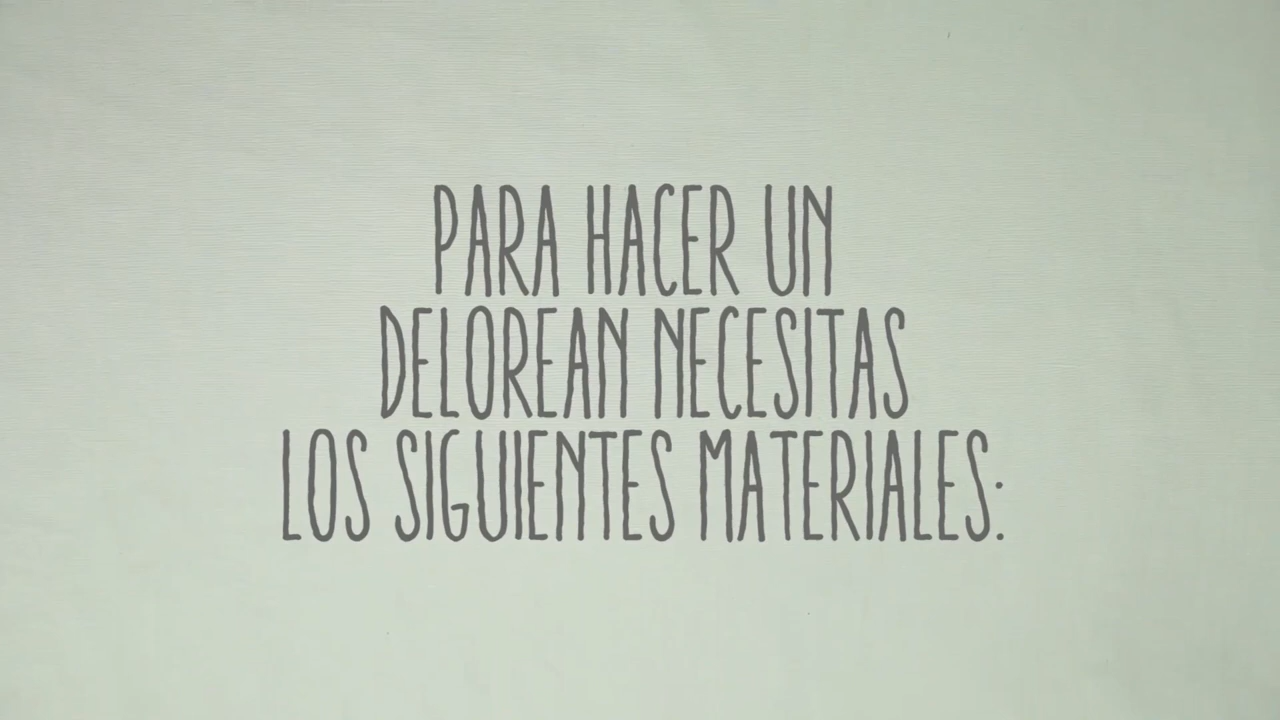 PARA HACER UN
DELOREAN NECESITAS
LOS SIGUIENTES MATERIALES: